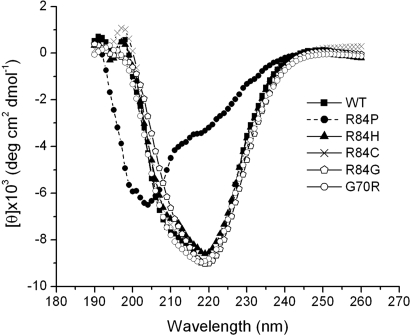 2
0
-2
-4
-6
-8
-10
180 190 200 210 220 230 240 250 260 270
[θ]x10³ (deg cm² dmol⁻¹)
Wavelength (nm)
WT
R84P
R84H
R84C
R84G
G70R